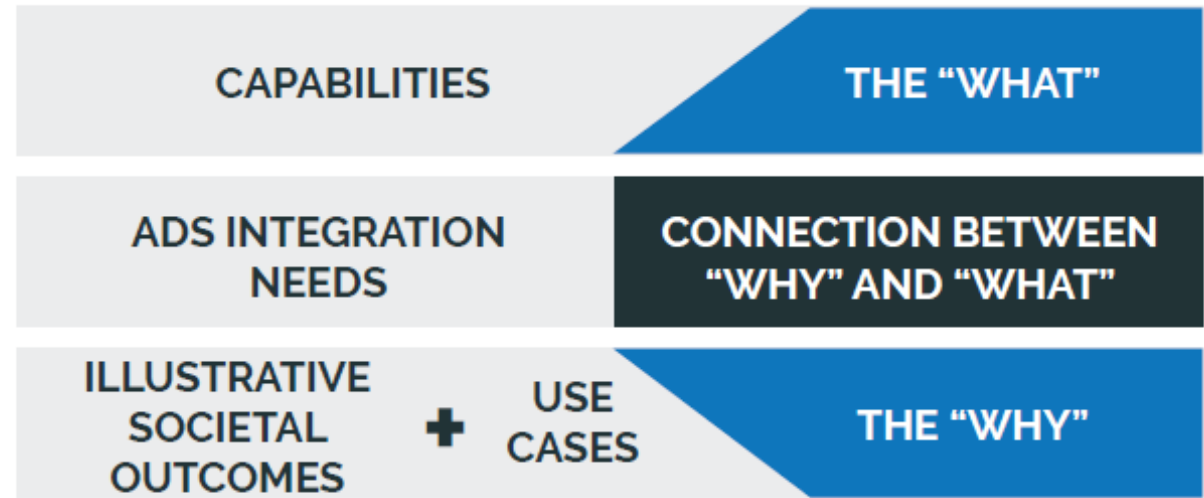 CAPABILITIES
THE “WHAT”
ADS INTEGRATION
NEEDS
CONNECTION BETWEEN
“WHY” AND “WHAT”
ILLUSTRATIVE
SOCIETAL
OUTCOMES
+
USE
CASES
THE “WHY”